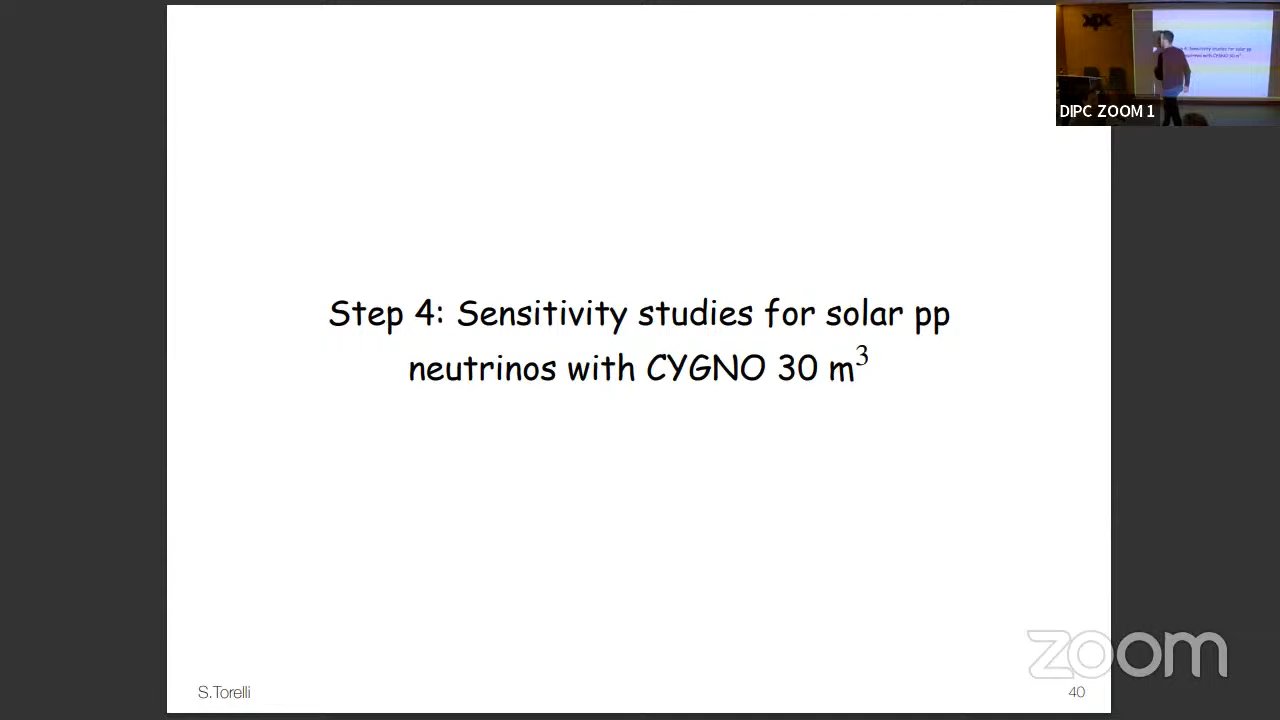 Step 4: Sensitivity studies for solar pp
neutrinos with CYGNO 30 m³
S.Torelli
40
DIPC ZOOM 1
zoom